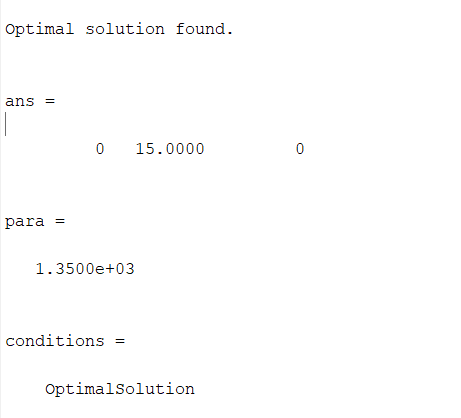 Optimal solution found.
ans =
0 15.0000 0
para =
1.3500e+03
conditions =
OptimalSolution